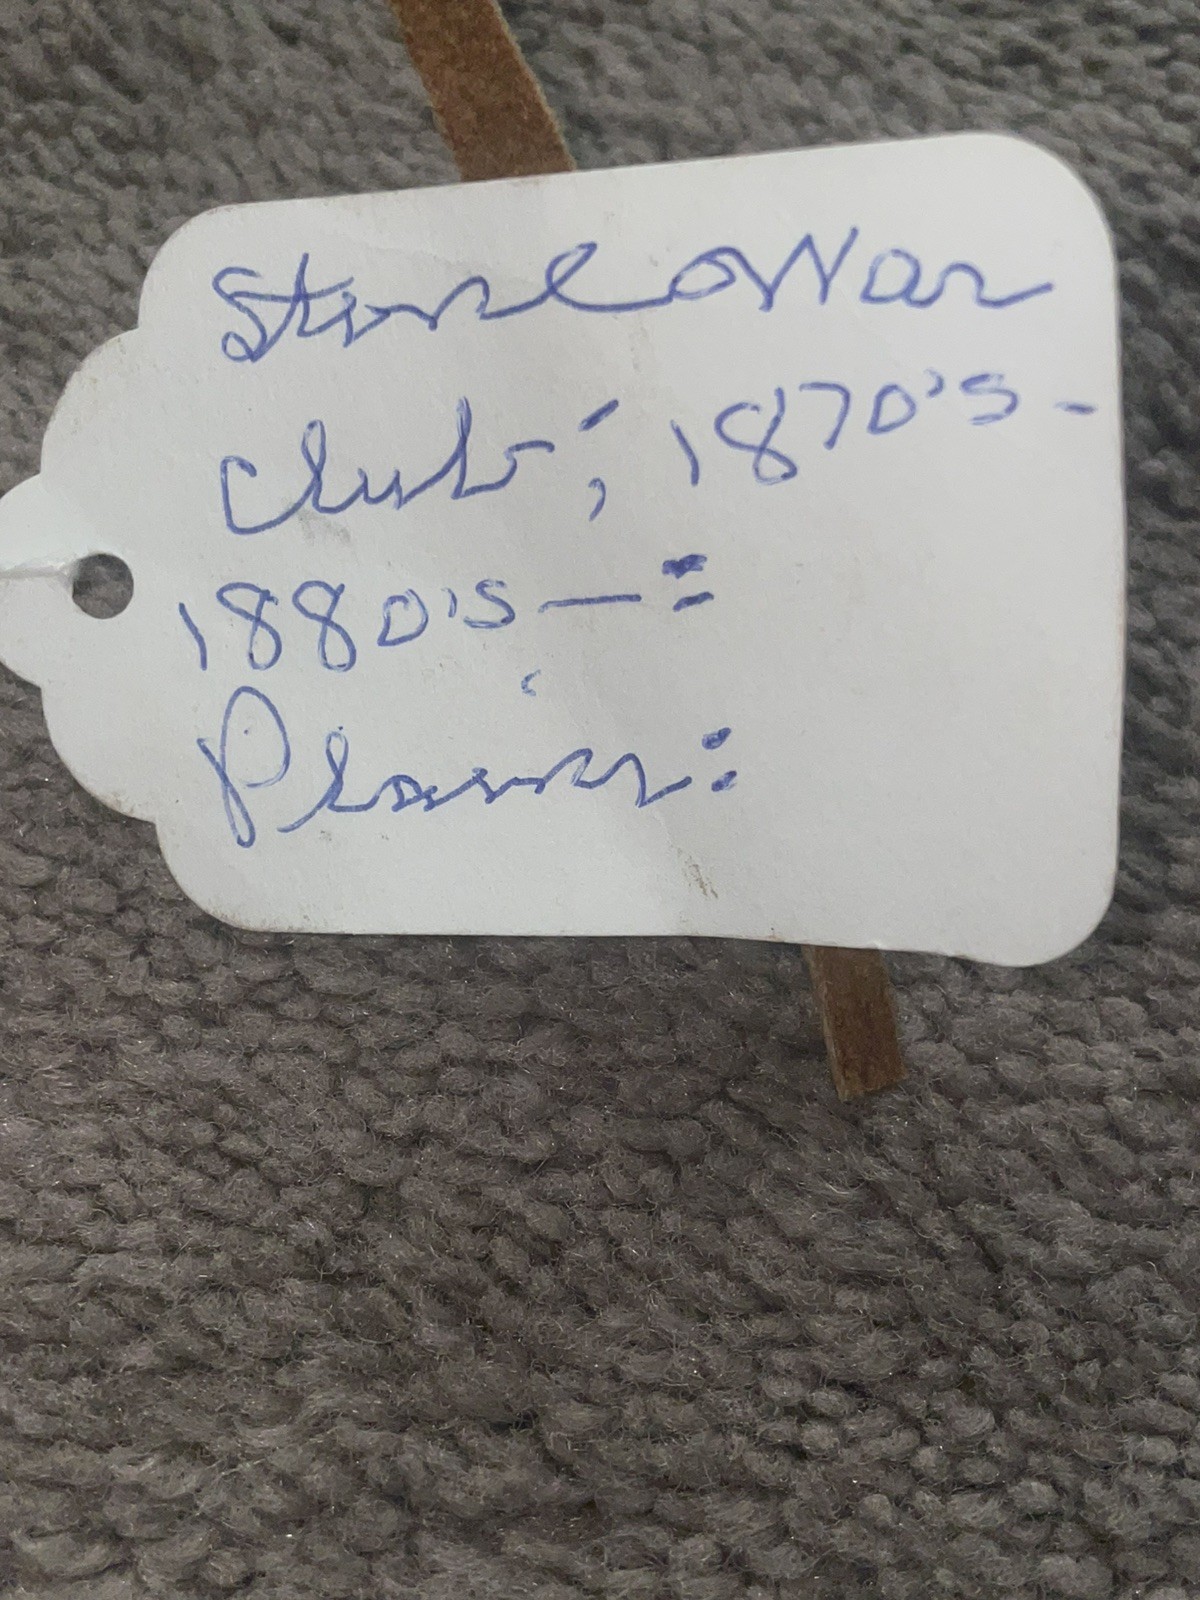 Stone War
Club; 1870's -
1880's —:
Plains: